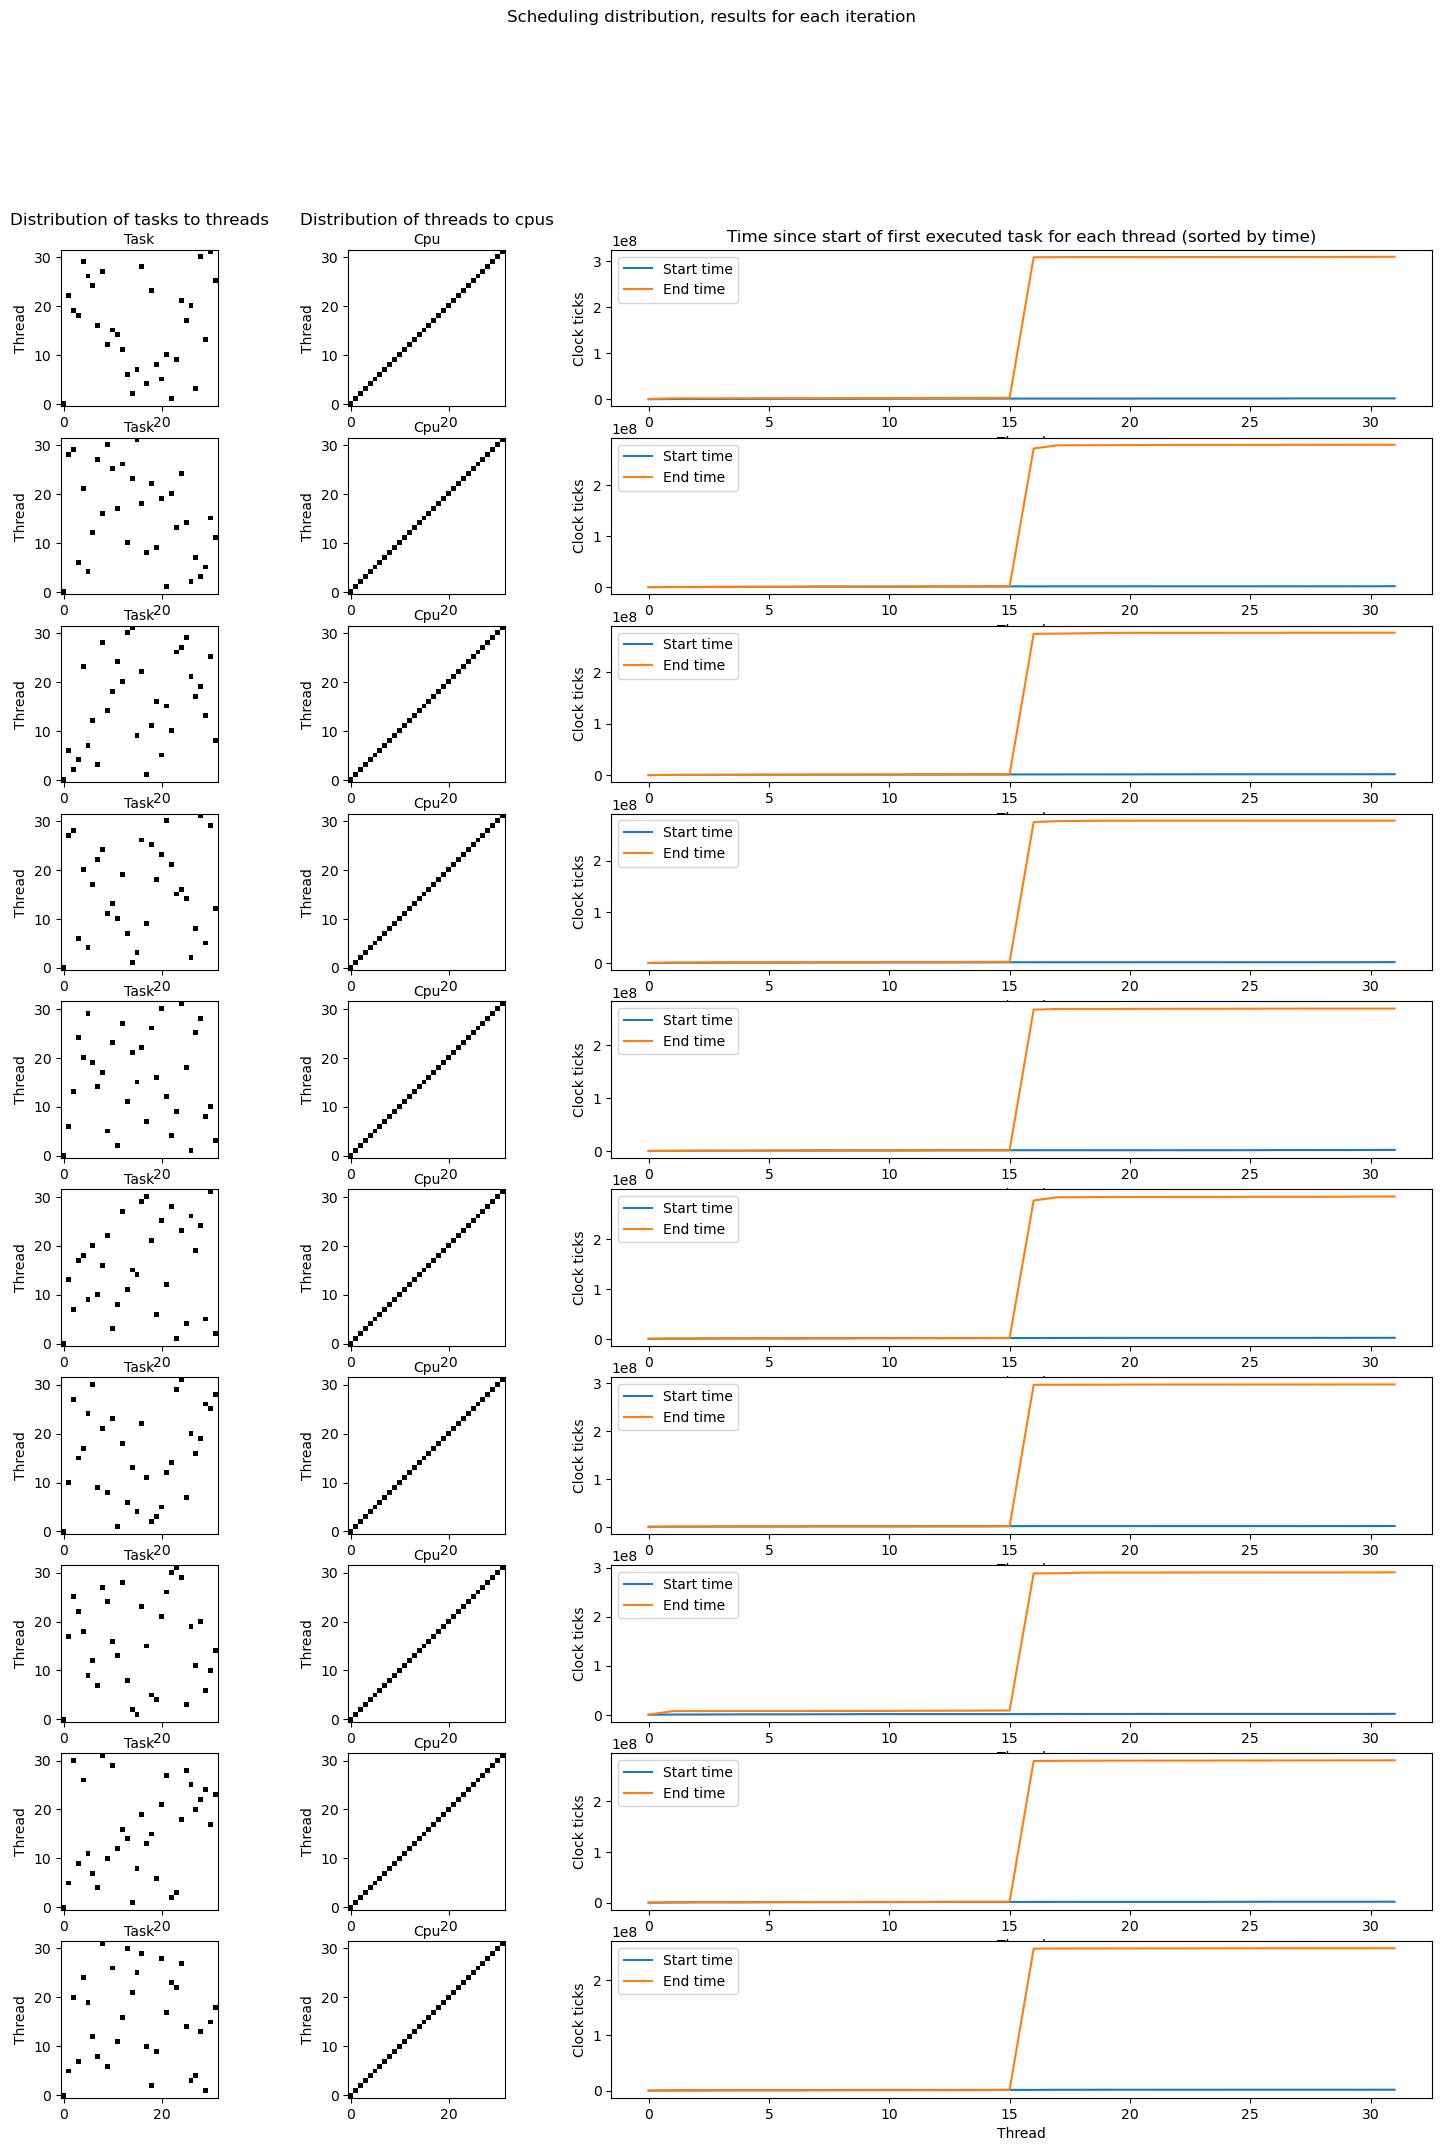 Scheduling distribution, results for each iteration
Distribution of tasks to threads
Task
Thread
30
20
10
0
0 20
Distribution of threads to cpus
Cpu
Thread
30
20
10
0
0 20
Time since start of first executed task for each thread (sorted by time)
1e8
Clock ticks
3
2
1
0
Start time
End time
0 5 10 15 20 25 30
Task
Thread
30
20
10
0
0 20
Cpu
Thread
30
20
10
0
0 20
1e8
Clock ticks
2
1
0
Start time
End time
0 5 10 15 20 25 30
Task
Thread
30
20
10
0
0 20
Cpu
Thread
30
20
10
0
0 20
1e8
Clock ticks
2
1
0
Start time
End time
0 5 10 15 20 25 30
Task
Thread
30
20
10
0
0 20
Cpu
Thread
30
20
10
0
0 20
1e8
Clock ticks
2
1
0
Start time
End time
0 5 10 15 20 25 30
Task
Thread
30
20
10
0
0 20
Cpu
Thread
30
20
10
0
0 20
1e8
Clock ticks
2
1
0
Start time
End time
0 5 10 15 20 25 30
Task
Thread
30
20
10
0
0 20
Cpu
Thread
30
20
10
0
0 20
1e8
Clock ticks
2
1
0
Start time
End time
0 5 10 15 20 25 30
Task
Thread
30
20
10
0
0 20
Cpu
Thread
30
20
10
0
0 20
1e8
Clock ticks
3
2
1
0
Start time
End time
0 5 10 15 20 25 30
Task
Thread
30
20
10
0
0 20
Cpu
Thread
30
20
10
0
0 20
1e8
Clock ticks
3
2
1
0
Start time
End time
0 5 10 15 20 25 30
Task
Thread
30
20
10
0
0 20
Cpu
Thread
30
20
10
0
0 20
1e8
Clock ticks
2
1
0
Start time
End time
0 5 10 15 20 25 30
Task
Thread
30
20
10
0
0 20
Cpu
Thread
30
20
10
0
0 20
1e8
Clock ticks
2
1
0
Start time
End time
0 5 10 15 20 25 30
Thread